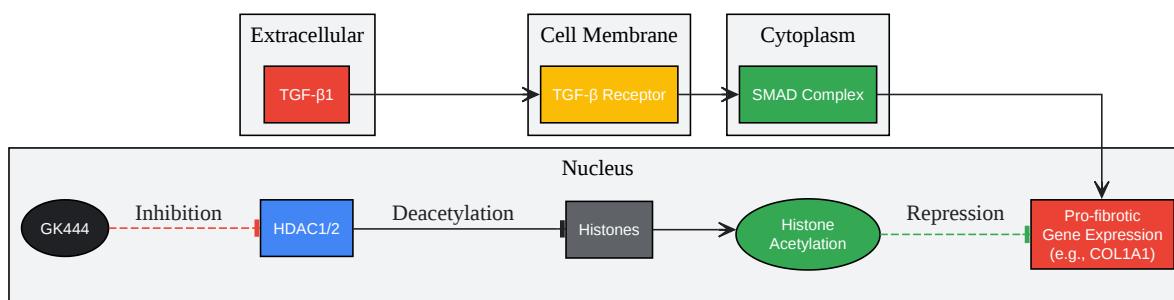 Extracellular
Cell Membrane
Cytoplasm
TGF-β1
TGF-β Receptor
SMAD Complex
Nucleus
GK444
Inhibition
HDAC1/2
Deacetylation
Histones
Histone
Acetylation
Repression
Pro-fibrotic
Gene Expression
(e.g., COL1A1)